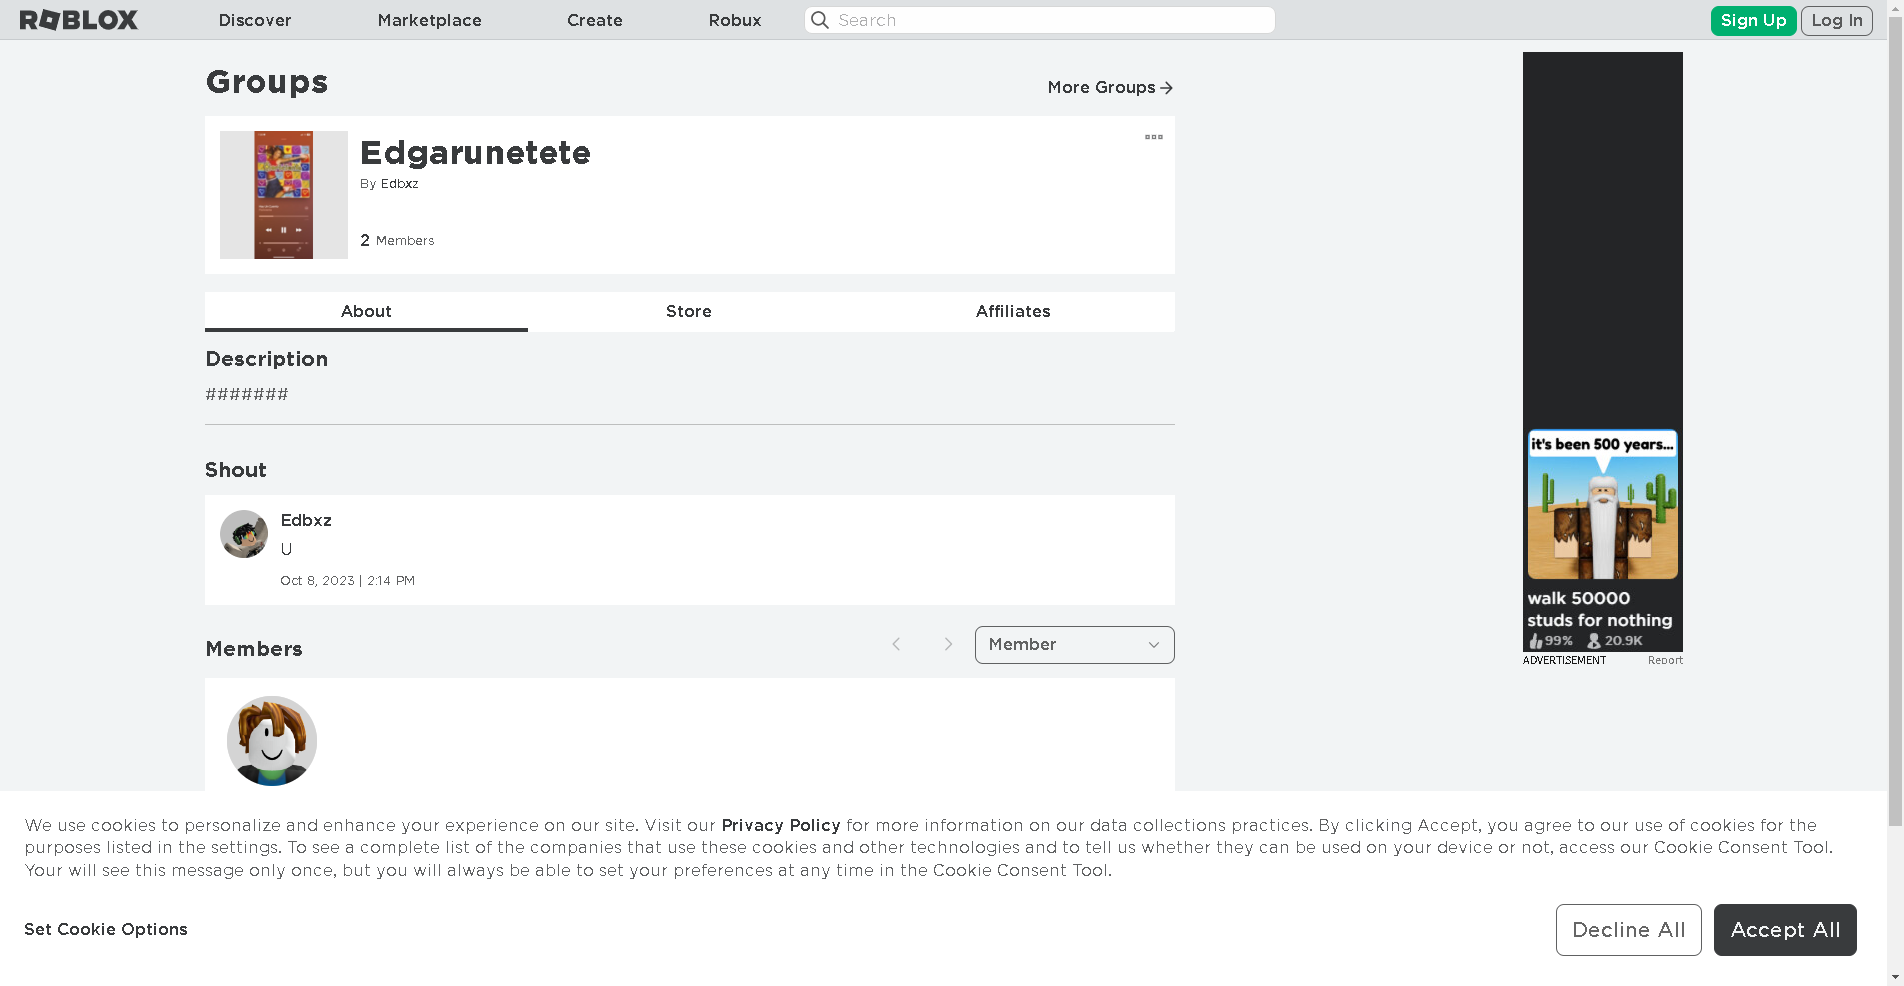 ROBLOX
Discover
Marketplace
Create
Robux
Search
Sign Up
Log In
Groups
More Groups
Edgarunetete
By Edbxz
2 Members
About
Store
Affiliates
Description
#######
Shout
Edbxz
U
Oct 8, 2023 | 2:14 PM
Members
Member
it's been 500 years...
walk 50000
studs for nothing
99% 20.9K
ADVERTISEMENT
Report
We use cookies to personalize and enhance your experience on our site. Visit our Privacy Policy for more information on our data collections practices. By clicking Accept, you agree to our use of cookies for the
purposes listed in the settings. To see a complete list of the companies that use these cookies and other technologies and to tell us whether they can be used on your device or not, access our Cookie Consent Tool.
Your will see this message only once, but you will always be able to set your preferences at any time in the Cookie Consent Tool.
Set Cookie Options
Decline All
Accept All